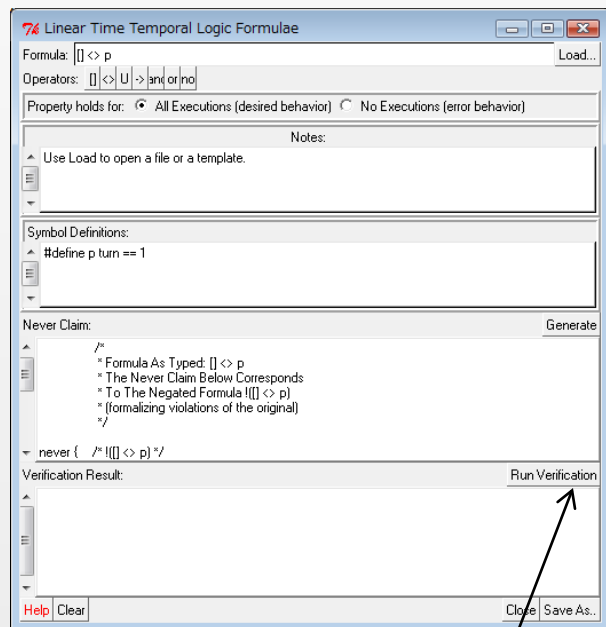 Linear Time Temporal Logic Formulae
Formula: [] <> p Load...
Operators: [] <> U -> and or no
Property holds for: All Executions (desired behavior) No Executions (error behavior)
Notes:
Use Load to open a file or a template.
Symbol Definitions:
#define p turn == 1
Never Claim: Generate
/*
* Formula As Typed: [] <> p
* The Never Claim Below Corresponds
* To The Negated Formula !([] <> p)
* (formalizing violations of the original)
*/
never { /* !([] <> p) */
Verification Result: Run Verification
Help Clear Close Save As..